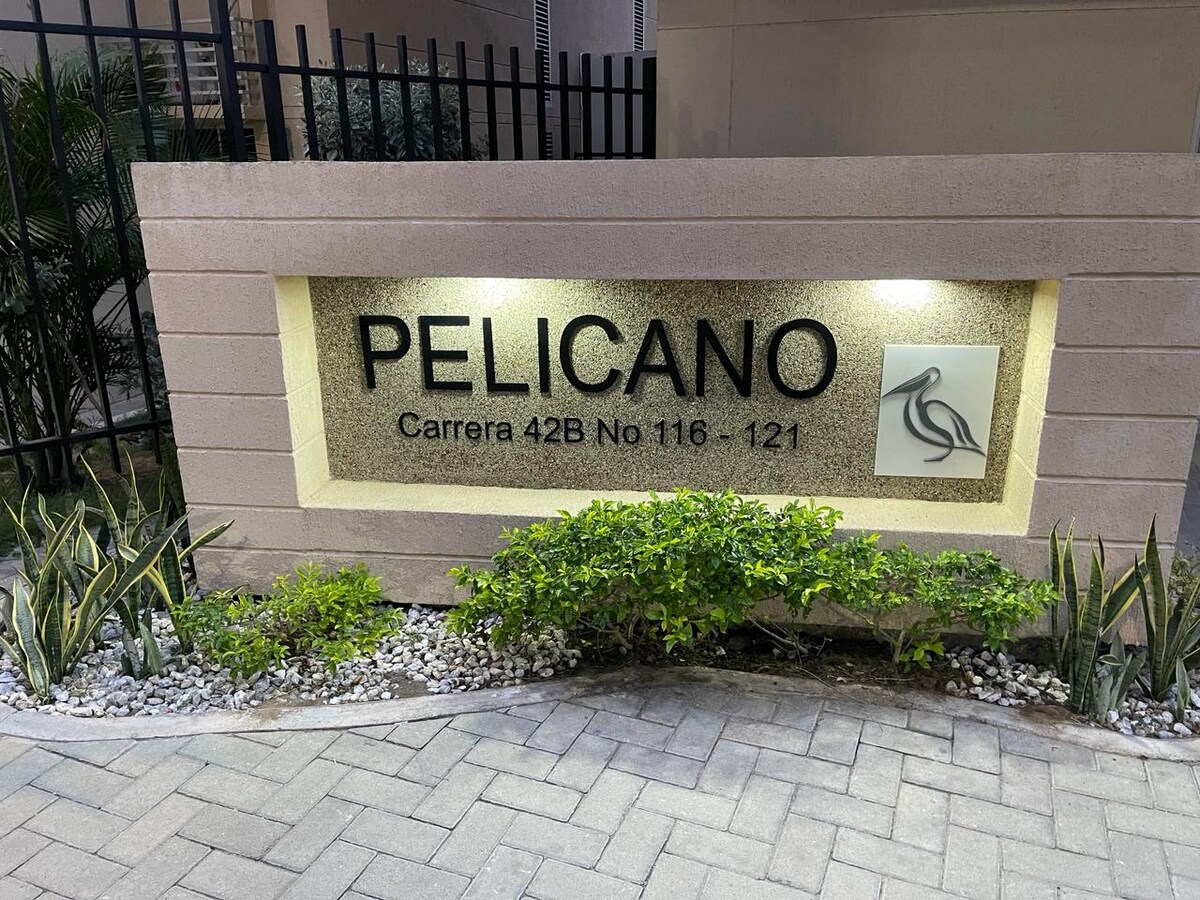 PELICANO
Carrera 42B No 116 - 121